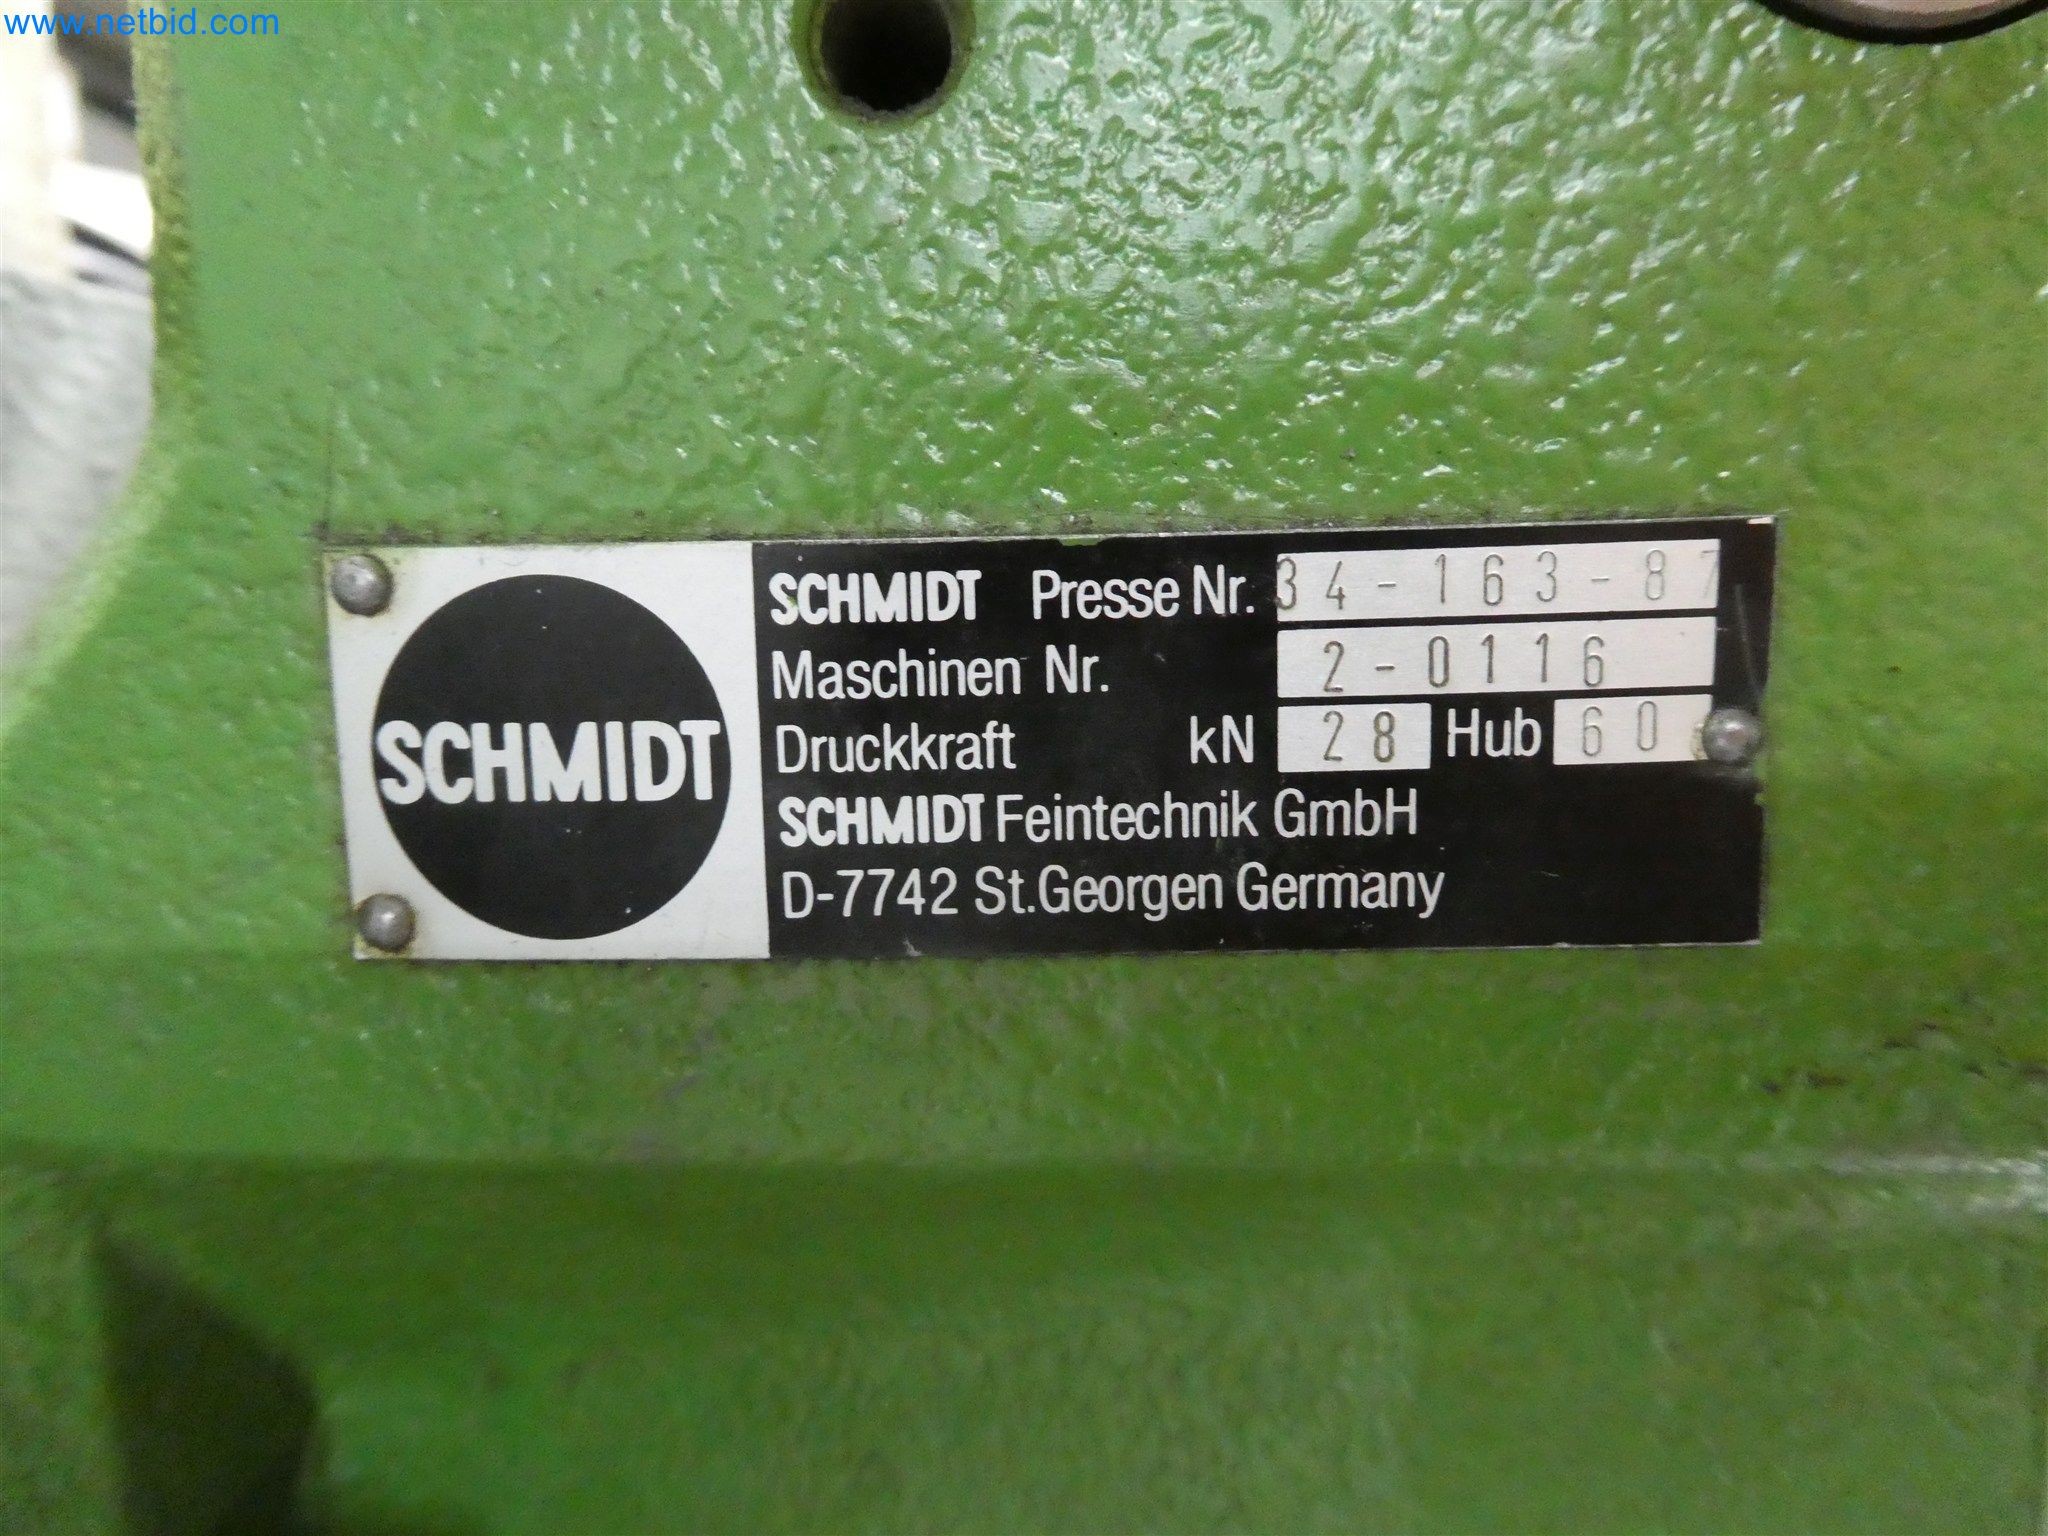 www.netbid.com
SCHMIDT
SCHMIDT Presse Nr. 34-163-87
Maschinen Nr. 2-0116
Druckkraft kN 28 Hub 60
SCHMIDT Feintechnik GmbH
D-7742 St.Georgen Germany